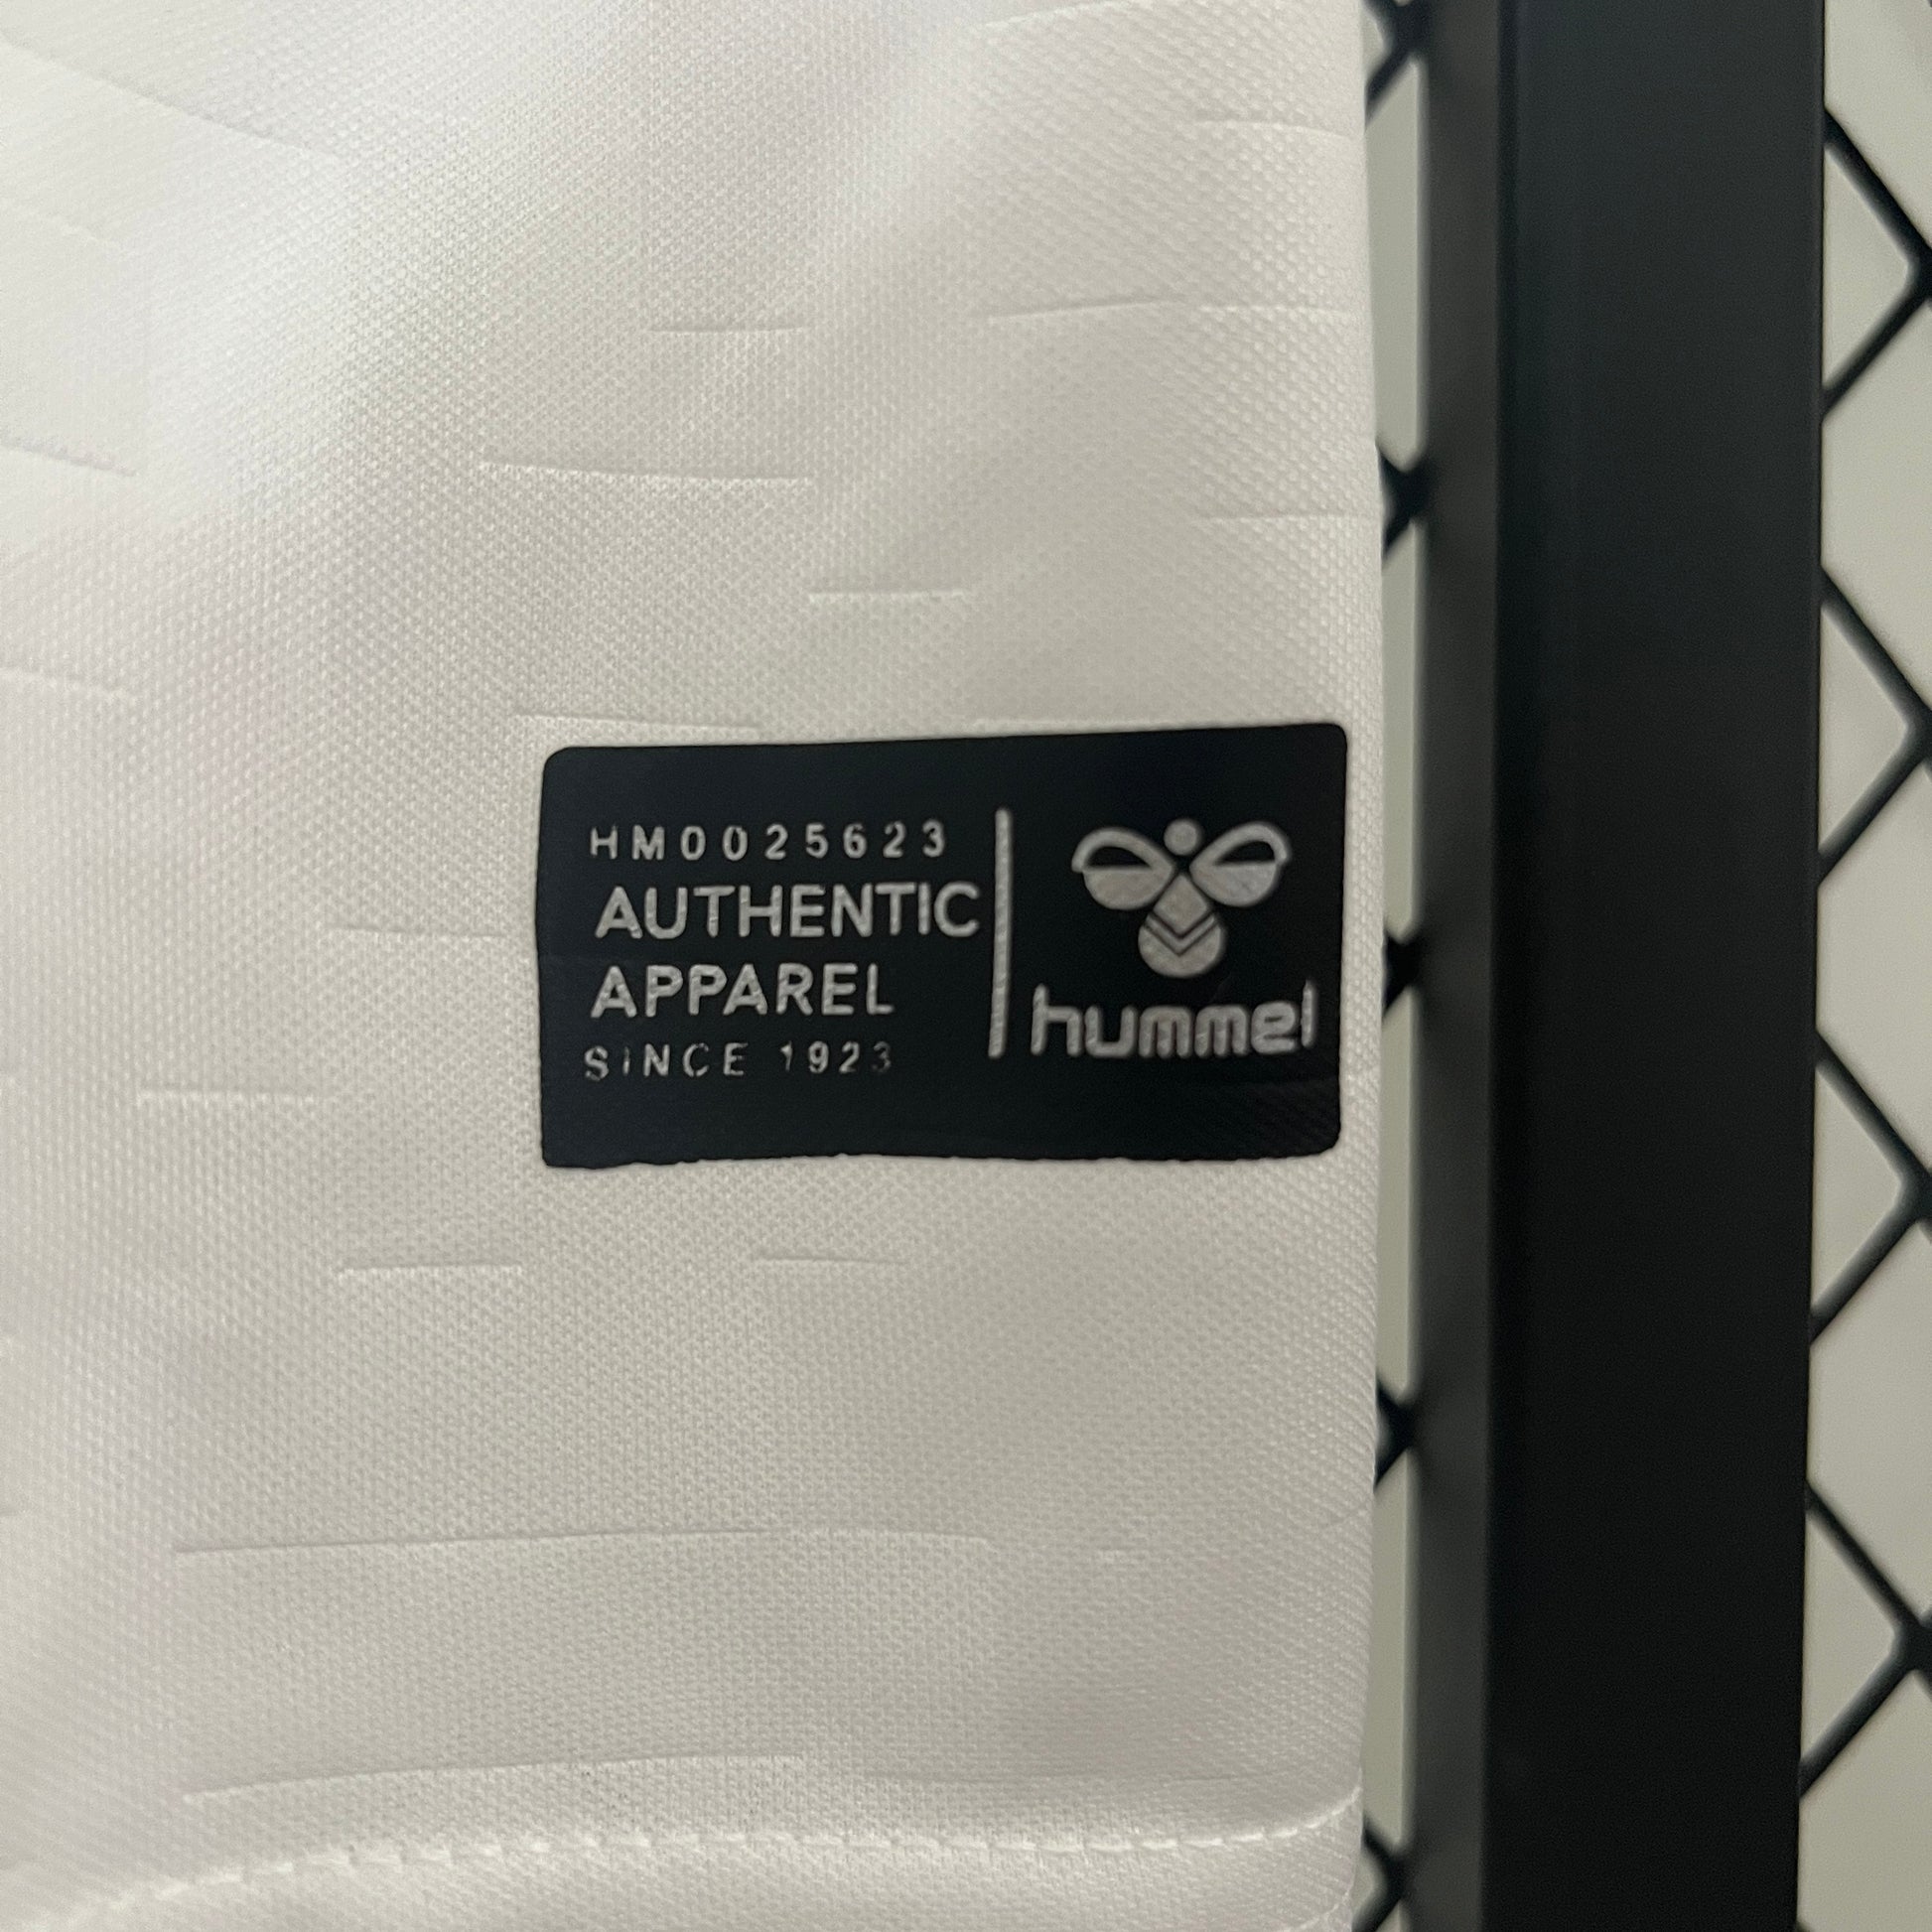 HM0025623
AUTHENTIC
APPAREL
SINCE 1923
hummel